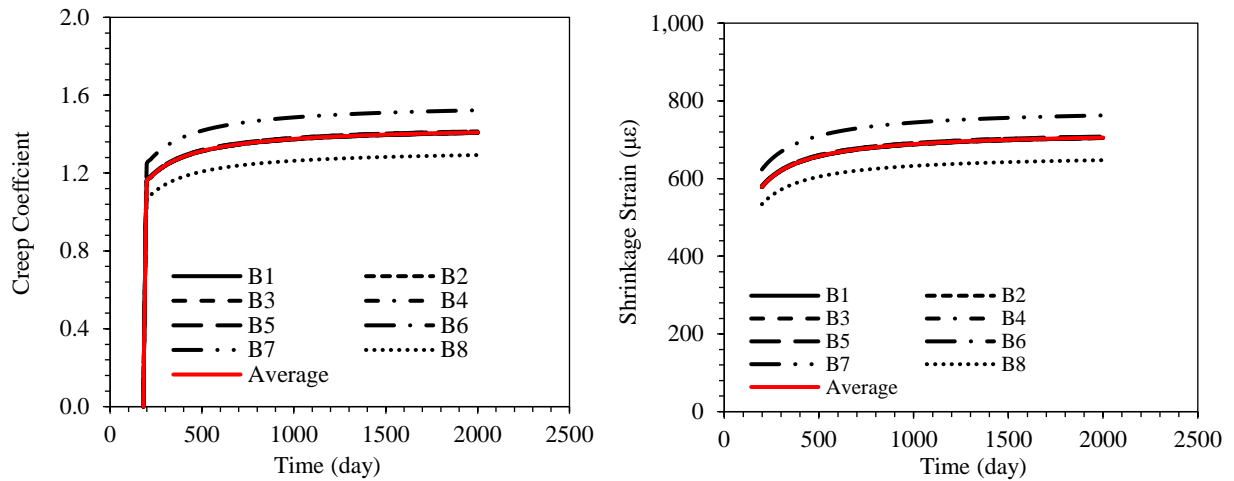 Creep Coeffcient
2.0
1.6
1.2
0.8
0.4
0.0
B1 B2
B3 B4
B5 B6
B7 B8
Average
0 500 1000 1500 2000 2500
Time (day)
Shrinkage Strain (με)
1,000
800
600
400
200
0
B1 B2
B3 B4
B5 B6
B7 B8
Average
0 500 1000 1500 2000 2500
Time (day)